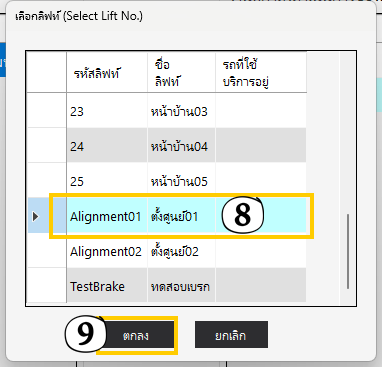 เลือกลิฟท์ (Select Lift No.)
รหัสลิฟท์ ชื่อ รถที่ใช้
ลิฟท์ บริการอยู่
23 หน้าบ้าน03
24 หน้าบ้าน04
25 หน้าบ้าน05
Alignment01 ตั้งศูนย์01 8
Alignment02 ตั้งศูนย์02
TestBrake ทดสอบเบรก
9 ตกลง ยกเลิก